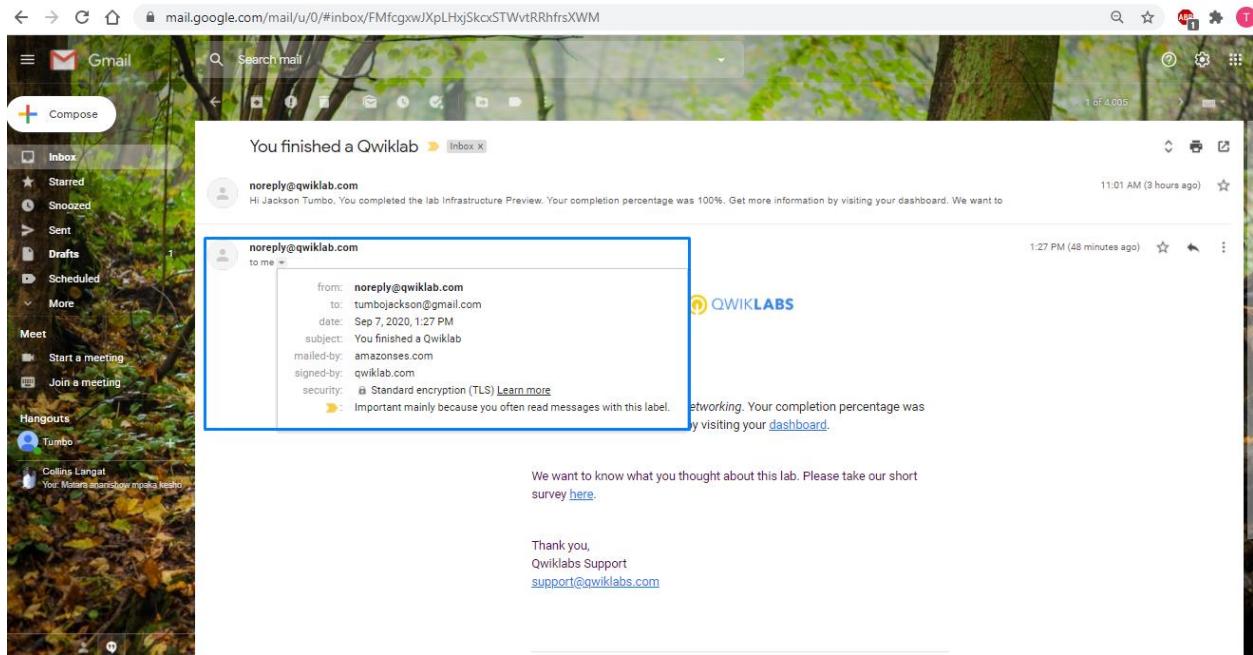 mail.google.com/mail/u/0/#inbox/FMfcgxwJXpLHxjSkcxSTWvtRRhfrsXWM
ABP
1
T
Gmail
Search mail
Compose
1 of 4,005
Inbox
Starred
Snoozed
Sent
Drafts 1
Scheduled
More
Meet
Start a meeting
Join a meeting
Hangouts
Tumbo
Collins Langat
You: Matara ananishow mpaka kesho
You finished a Qwiklab Inbox x
noreply@qwiklab.com 11:01 AM (3 hours ago)
Hi Jackson Tumbo, You completed the lab Infrastructure Preview. Your completion percentage was 100%. Get more information by visiting your dashboard. We want to
noreply@qwiklab.com 1:27 PM (48 minutes ago)
to me
from: noreply@qwiklab.com
to: tumbojackson@gmail.com
date: Sep 7, 2020, 1:27 PM
subject: You finished a Qwiklab
mailed-by: amazonses.com
signed-by: qwiklab.com
security: Standard encryption (TLS) Learn more
: Important mainly because you often read messages with this label.
QWIKLABS
etworking. Your completion percentage was
by visiting your dashboard.
We want to know what you thought about this lab. Please take our short
survey here.
Thank you,
Qwiklabs Support
support@qwiklabs.com